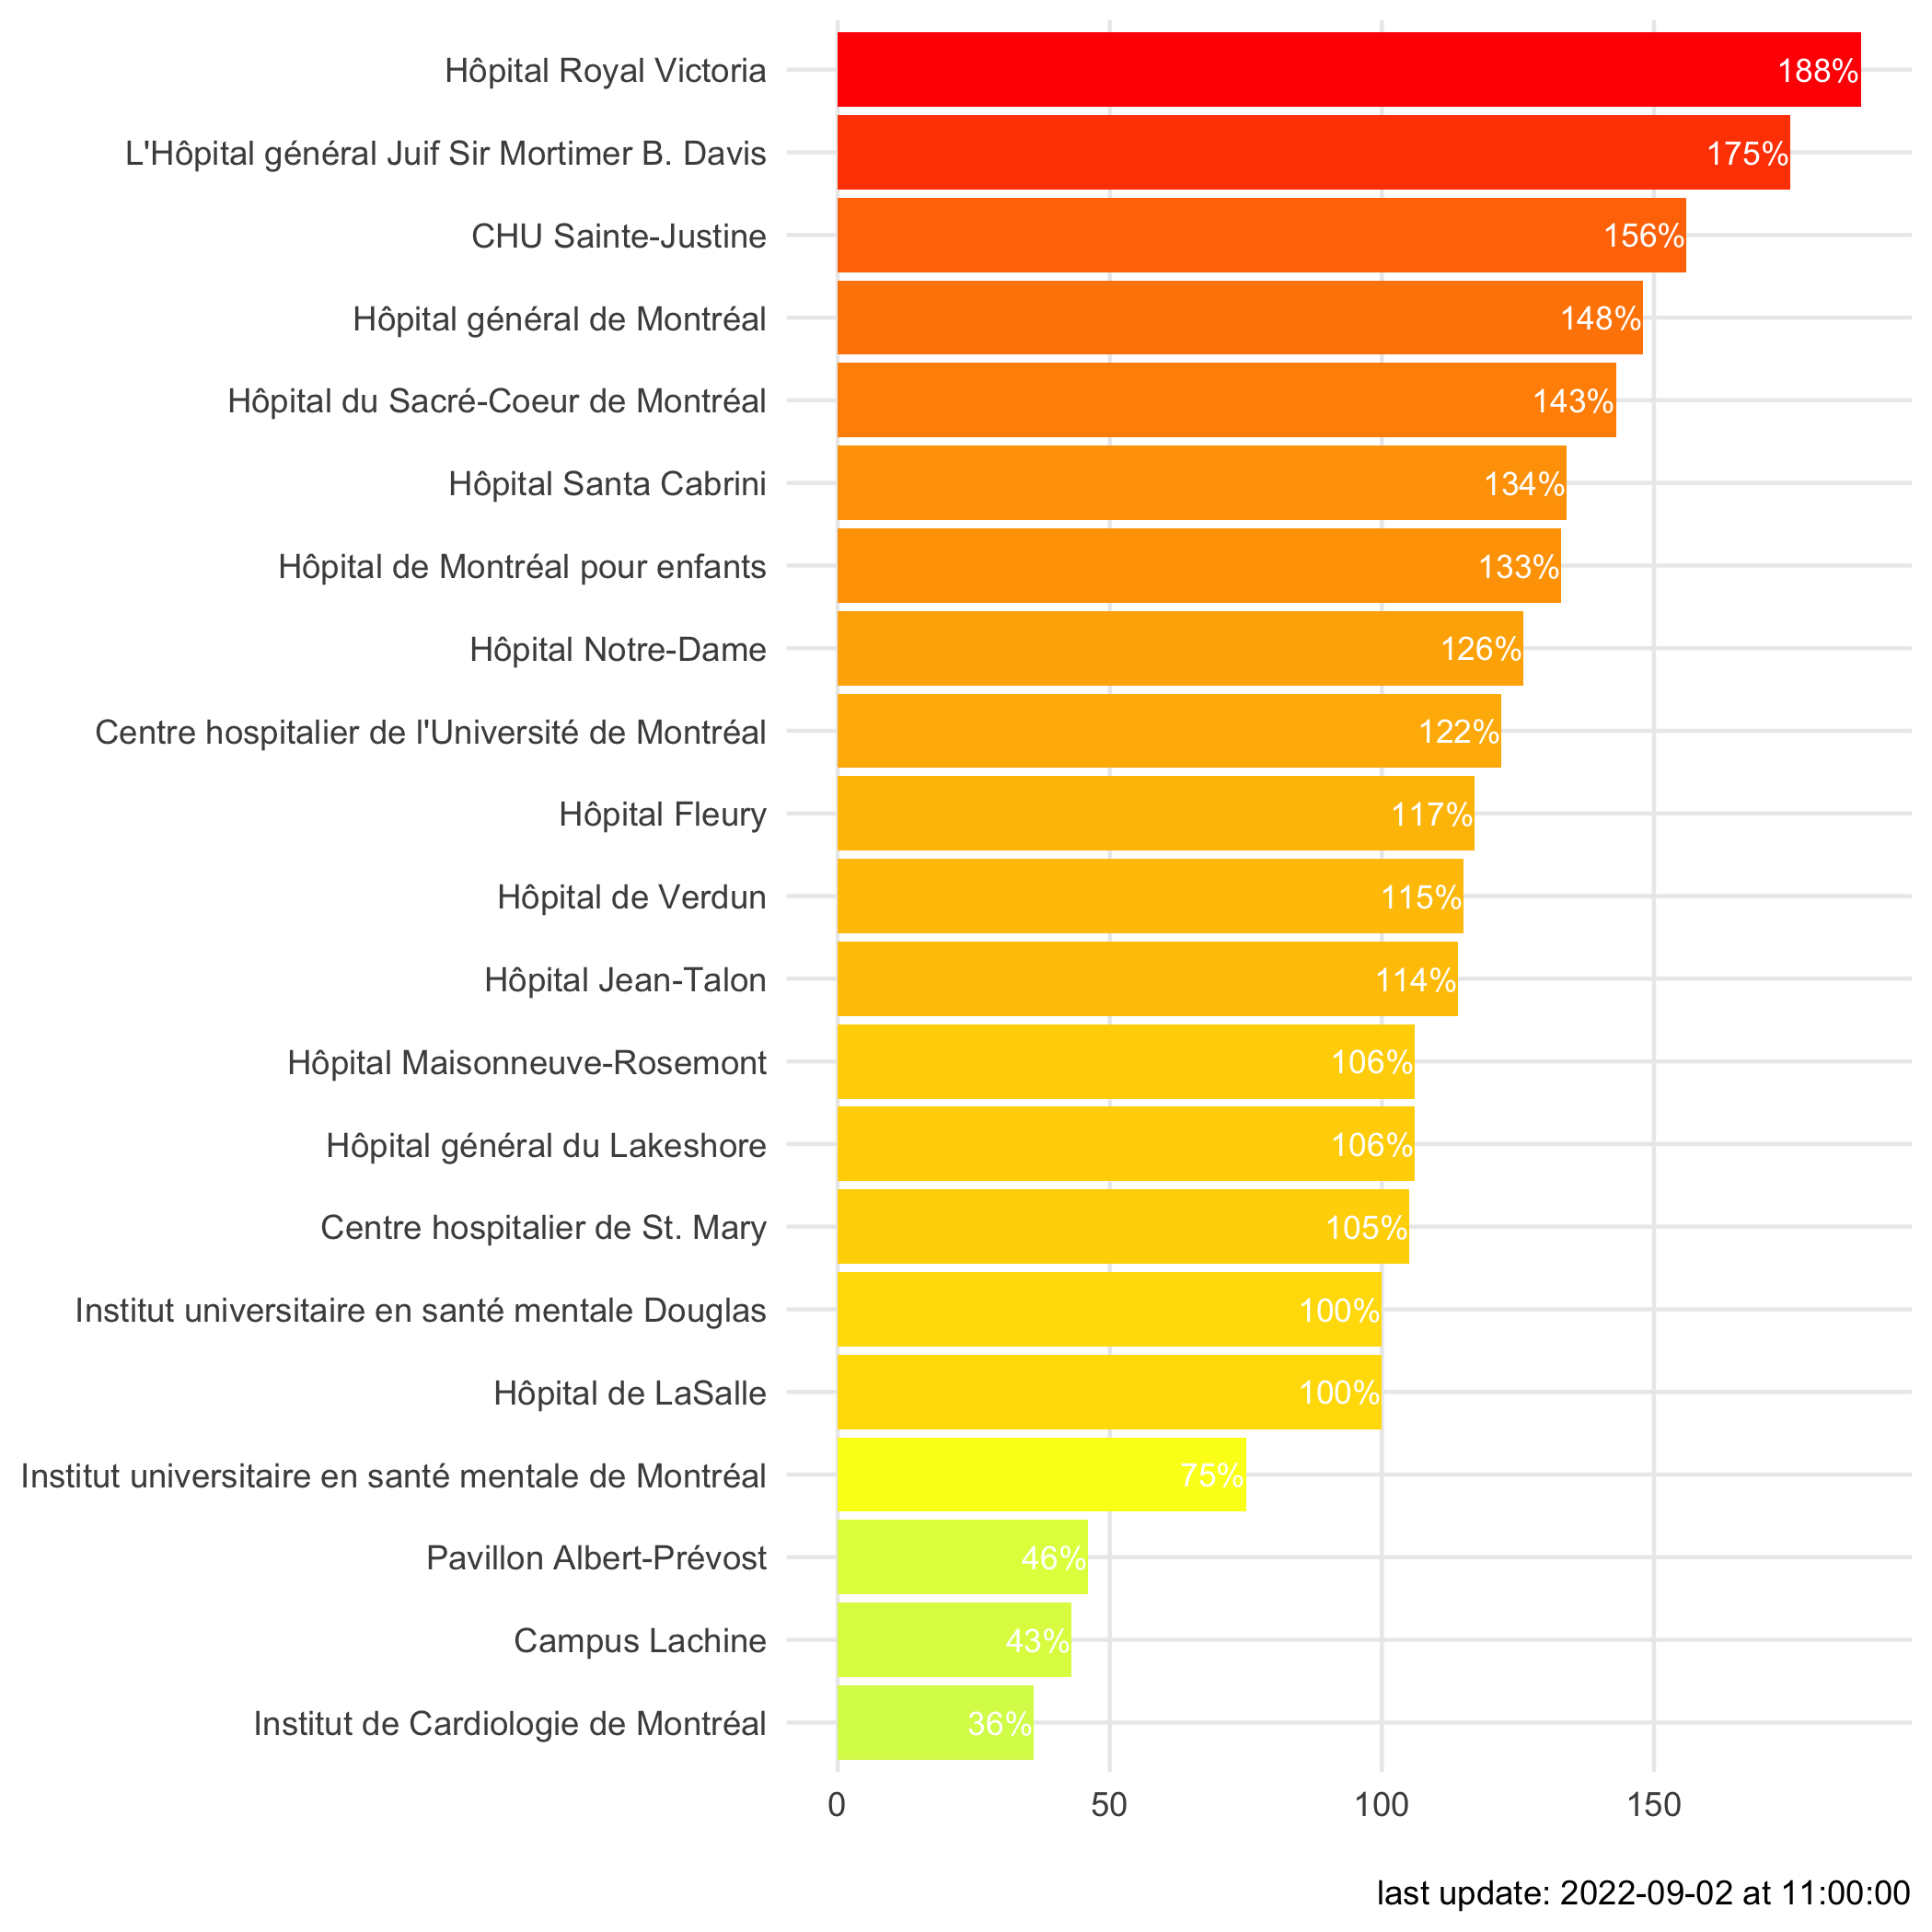 Hôpital Royal Victoria 188%
L'Hôpital général Juif Sir Mortimer B. Davis 175%
CHU Sainte-Justine 156%
Hôpital général de Montréal 148%
Hôpital du Sacré-Coeur de Montréal 143%
Hôpital Santa Cabrini 134%
Hôpital de Montréal pour enfants 133%
Hôpital Notre-Dame 126%
Centre hospitalier de l'Université de Montréal 122%
Hôpital Fleury 117%
Hôpital de Verdun 115%
Hôpital Jean-Talon 114%
Hôpital Maisonneuve-Rosemont 106%
Hôpital général du Lakeshore 106%
Centre hospitalier de St. Mary 105%
Institut universitaire en santé mentale Douglas 100%
Hôpital de LaSalle 100%
Institut universitaire en santé mentale de Montréal 75%
Pavillon Albert-Prévost 46%
Campus Lachine 43%
Institut de Cardiologie de Montréal 36%
0 50 100 150
last update: 2022-09-02 at 11:00:00